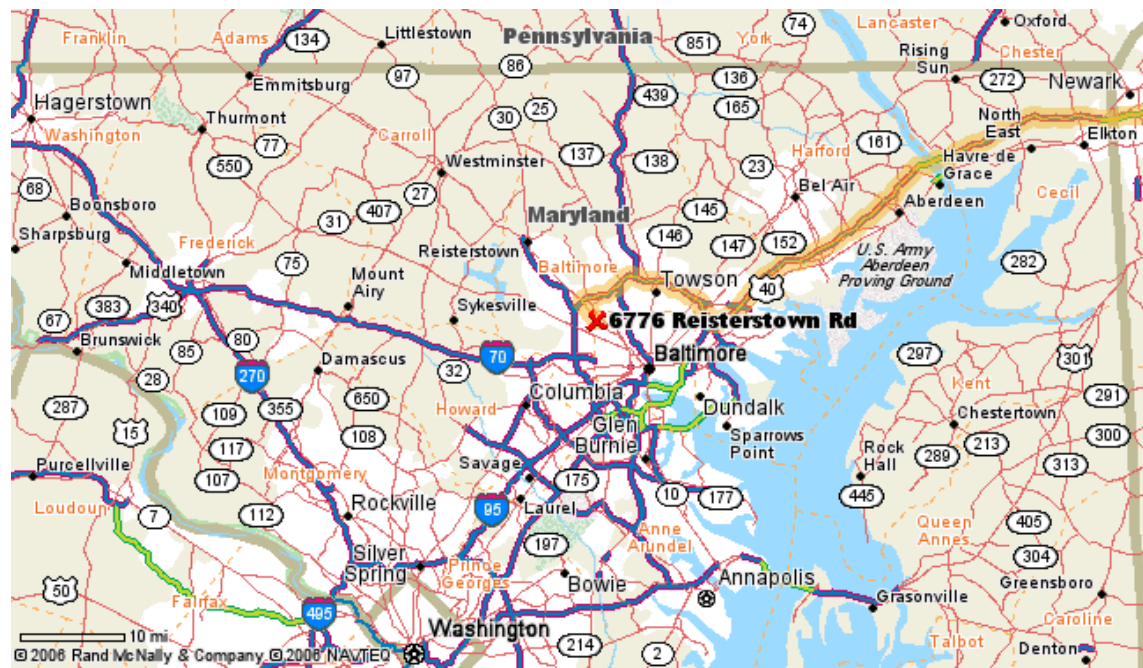 Franklin
Adams
134
Littlestown
Pennsylvania
851
York
74
Lancaster
Oxford
Chester
Rising
Sun
272
Newark
Emmitsburg
97
86
439
136
165
Hagerstown
Washington
Thurmont
77
550
Carroll
30
25
137
138
23
Harford
161
North
East
Elkton
Westminster
27
Havre de
Grace
Bel Air
Aberdeen
Cecil
68
Boonsboro
Sharpsburg
31
407
Maryland
145
146
147
152
Reisterstown
Frederick
75
Baltimore
Towson
40
U. S. Army
Aberdeen
Proving Ground
282
Middletown
Mount
Airy
Sykesville
383
340
67
Brunswick
85
80
6776 Reisterstown Rd
Baltimore
70
32
297
301
Kent
291
28
270
Damascus
287
109
355
650
Howard
Columbia
Dundalk
Glen
Burnie
Sparrows
Point
Chestertown
213
300
15
117
108
289
313
Rock
Hall
Purcellville
107
Montgomery
Savage
175
10
177
445
Loudoun
7
112
Rockville
95
Laurel
Anne
Arundel
Queen
Annes
405
304
197
Silver
Spring
Prince
Georges
Bowie
Annapolis
Greensboro
50
Fairfax
495
Grasonville
Caroline
Washington
214
2
Talbot
Denton
10 mi
© 2006 Rand McNally & Company © 2006 NAVTEQ